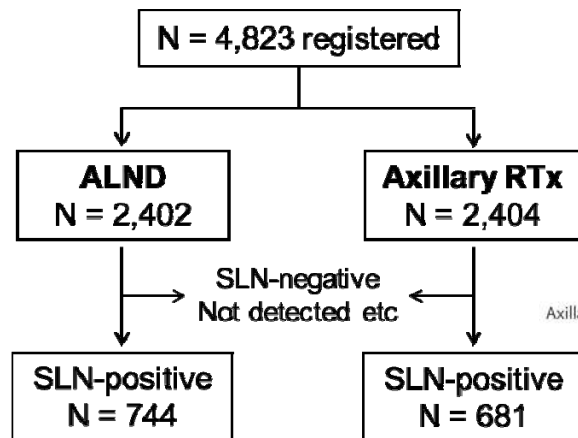 N = 4,823 registered
ALND
N = 2,402
Axillary RTx
N = 2,404
SLN-negative
Not detected etc
Axilla
SLN-positive
N = 744
SLN-positive
N = 681